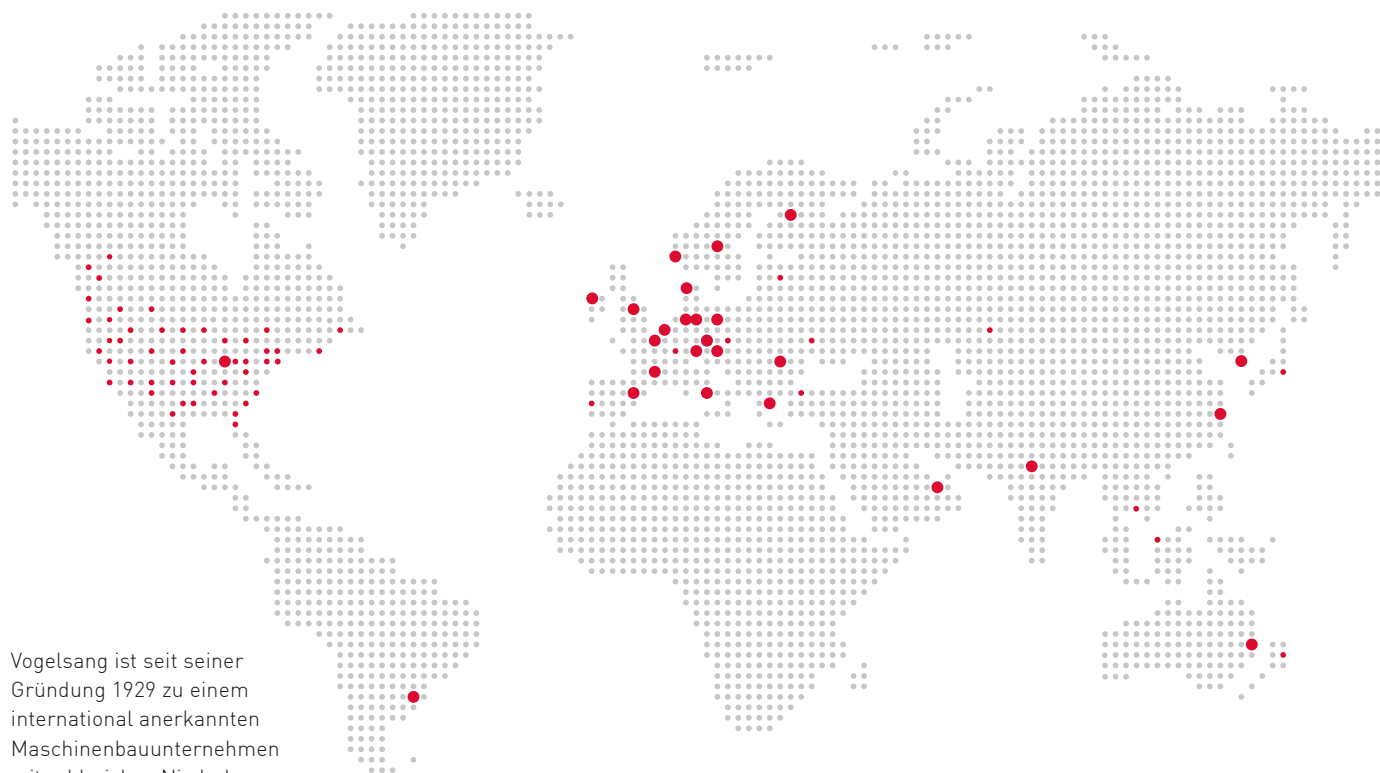 Vogelsang ist seit seiner
Gründung 1929 zu einem
international anerkannten
Maschinenbauunternehmen